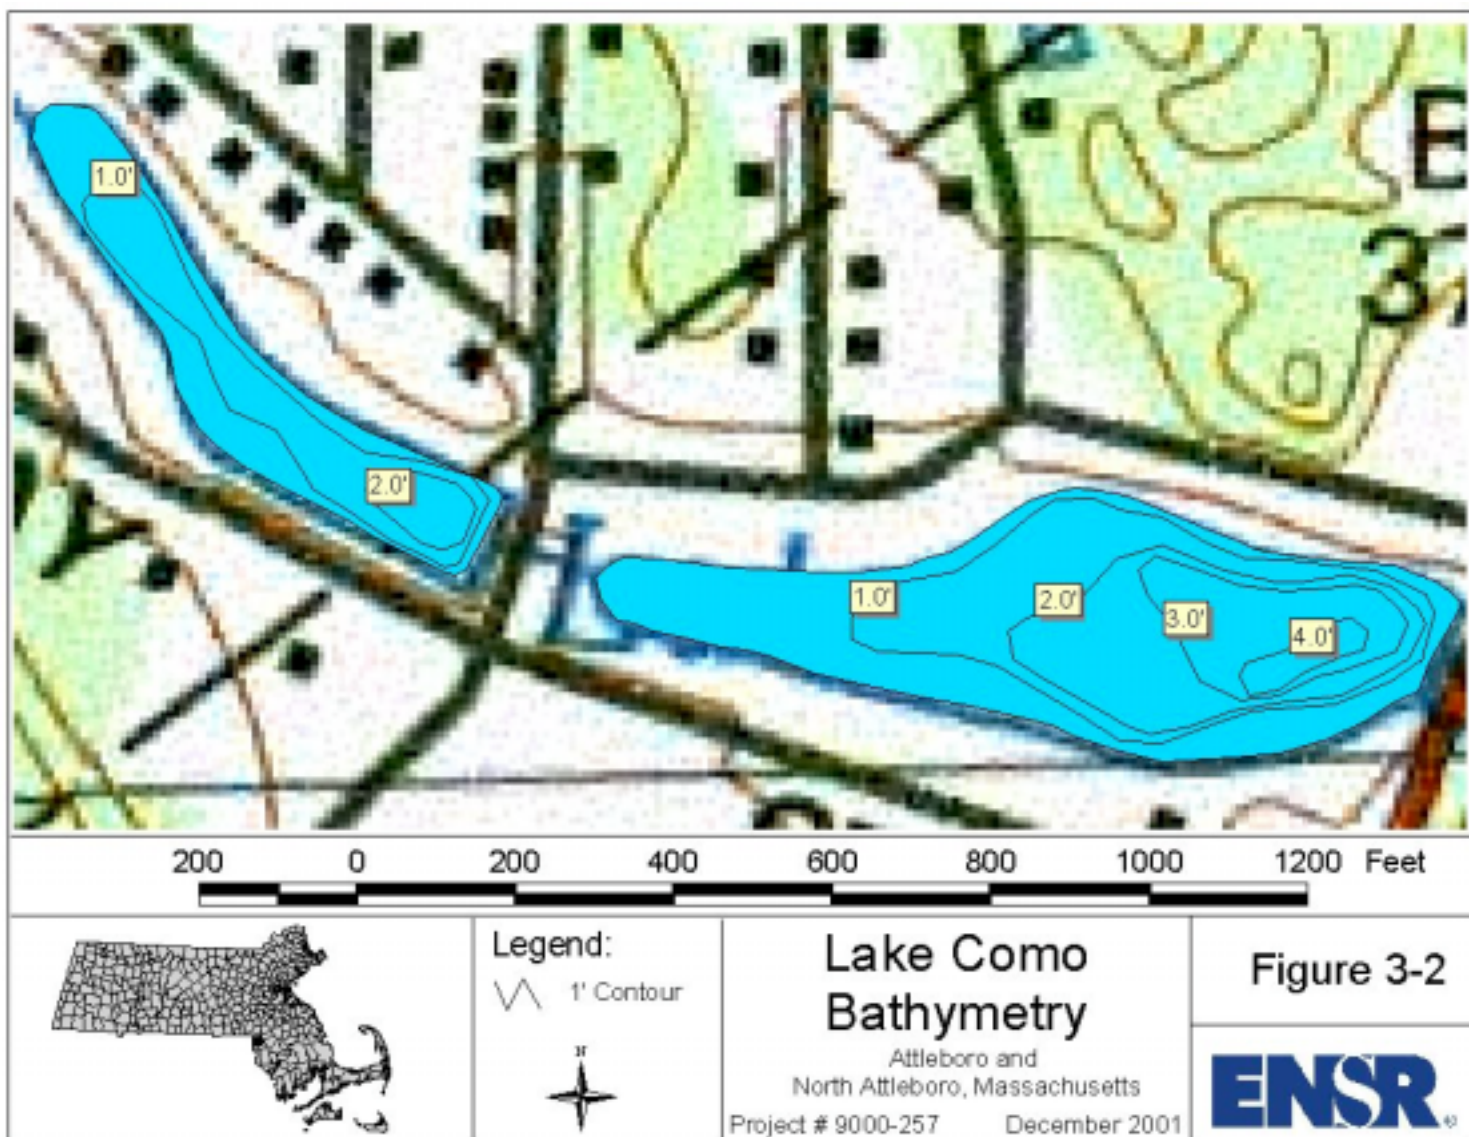 E
3
1.0'
2.0'
1.0'
2.0'
3.0'
4.0'
Y
200 0 200 400 600 800 1000 1200 Feet
Legend:
1' Contour
N
Lake Como
Bathymetry
Attleboro and
North Attleboro, Massachusetts
Project # 9000-257 December 2001
Figure 3-2
ENSR